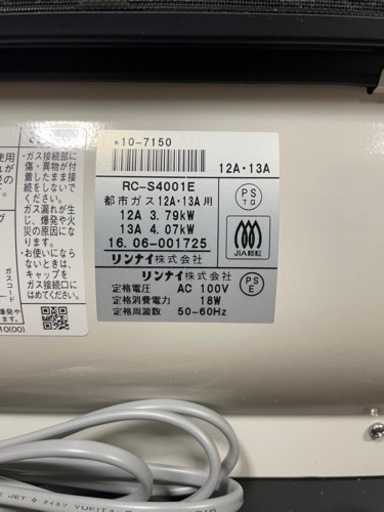 *10-7150
12A・13A
RC-S4001E
都市ガス12A・13A用
12A 3.79kW
13A 4.07kW
16.06-001725
リンナイ株式会社
PS
TG
JIA認証
リンナイ株式会社
定格電圧 AC 100V
定格消費電力 18W
定格周波数 50-60Hz
PS
E
・ガス接続部に
傷・異物が付
着したまま接
続しないで
ください。
ガス漏れが生
じ、爆発や火
災の原因にな
ります。
・お使いになら
ないときは、
キャップを
ガス接続口に
はめてください
ガスコード
10(00)
JET